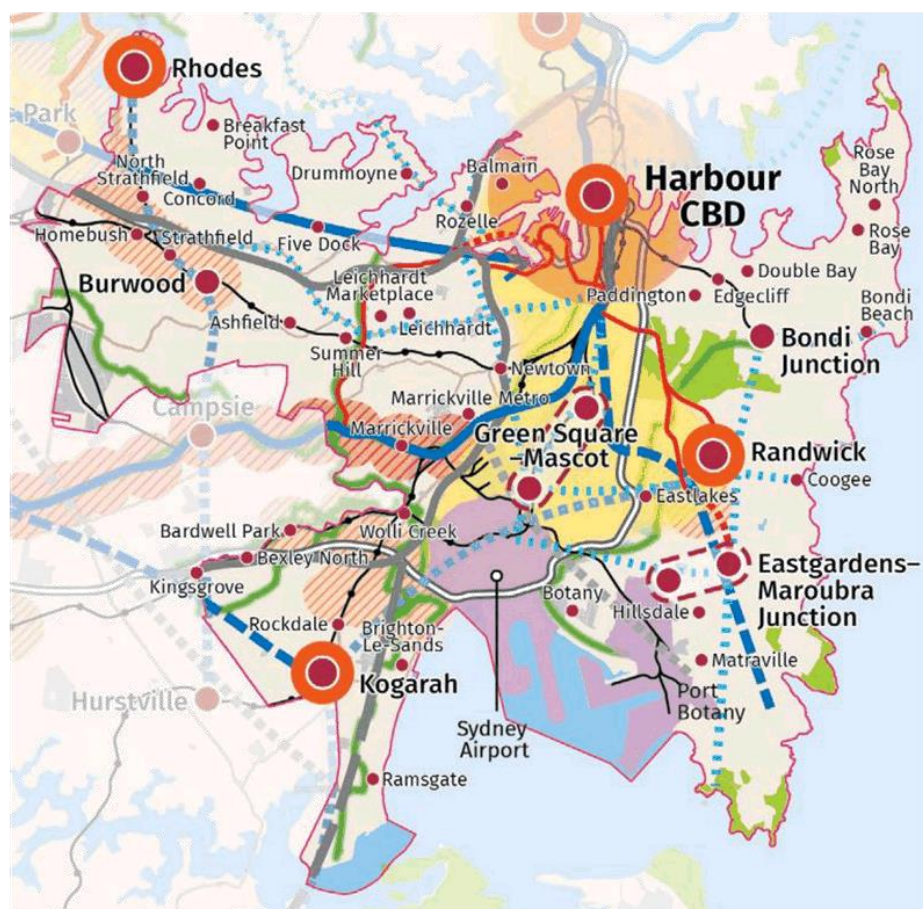 Rhodes
e Park
Breakfast
Point
North
Strathfield
Concord
Drummoyne
Balmain
Rozelle
Harbour
CBD
Rose
Bay
North
Rose
Bay
Homebush
Strathfield
Five Dock
Burwood
Leichhardt
Marketplace
Leichhardt
Paddington
Double Bay
Edgecliff
Bondi
Beach
Ashfield
Summer
Hill
Newtown
Bondi
Junction
Campsie
Marrickville Metro
Marrickville
Green Square
–Mascot
Randwick
Coogee
Eastlakes
Bardwell Park
Wolli Creek
Bexley North
Kingsgrove
Eastgardens–
Maroubra
Junction
Botany
Hillsdale
Rockdale
Brighton-
Le-Sands
Matraville
Kogarah
Hurstville
Port
Botany
Sydney
Airport
Ramsgate